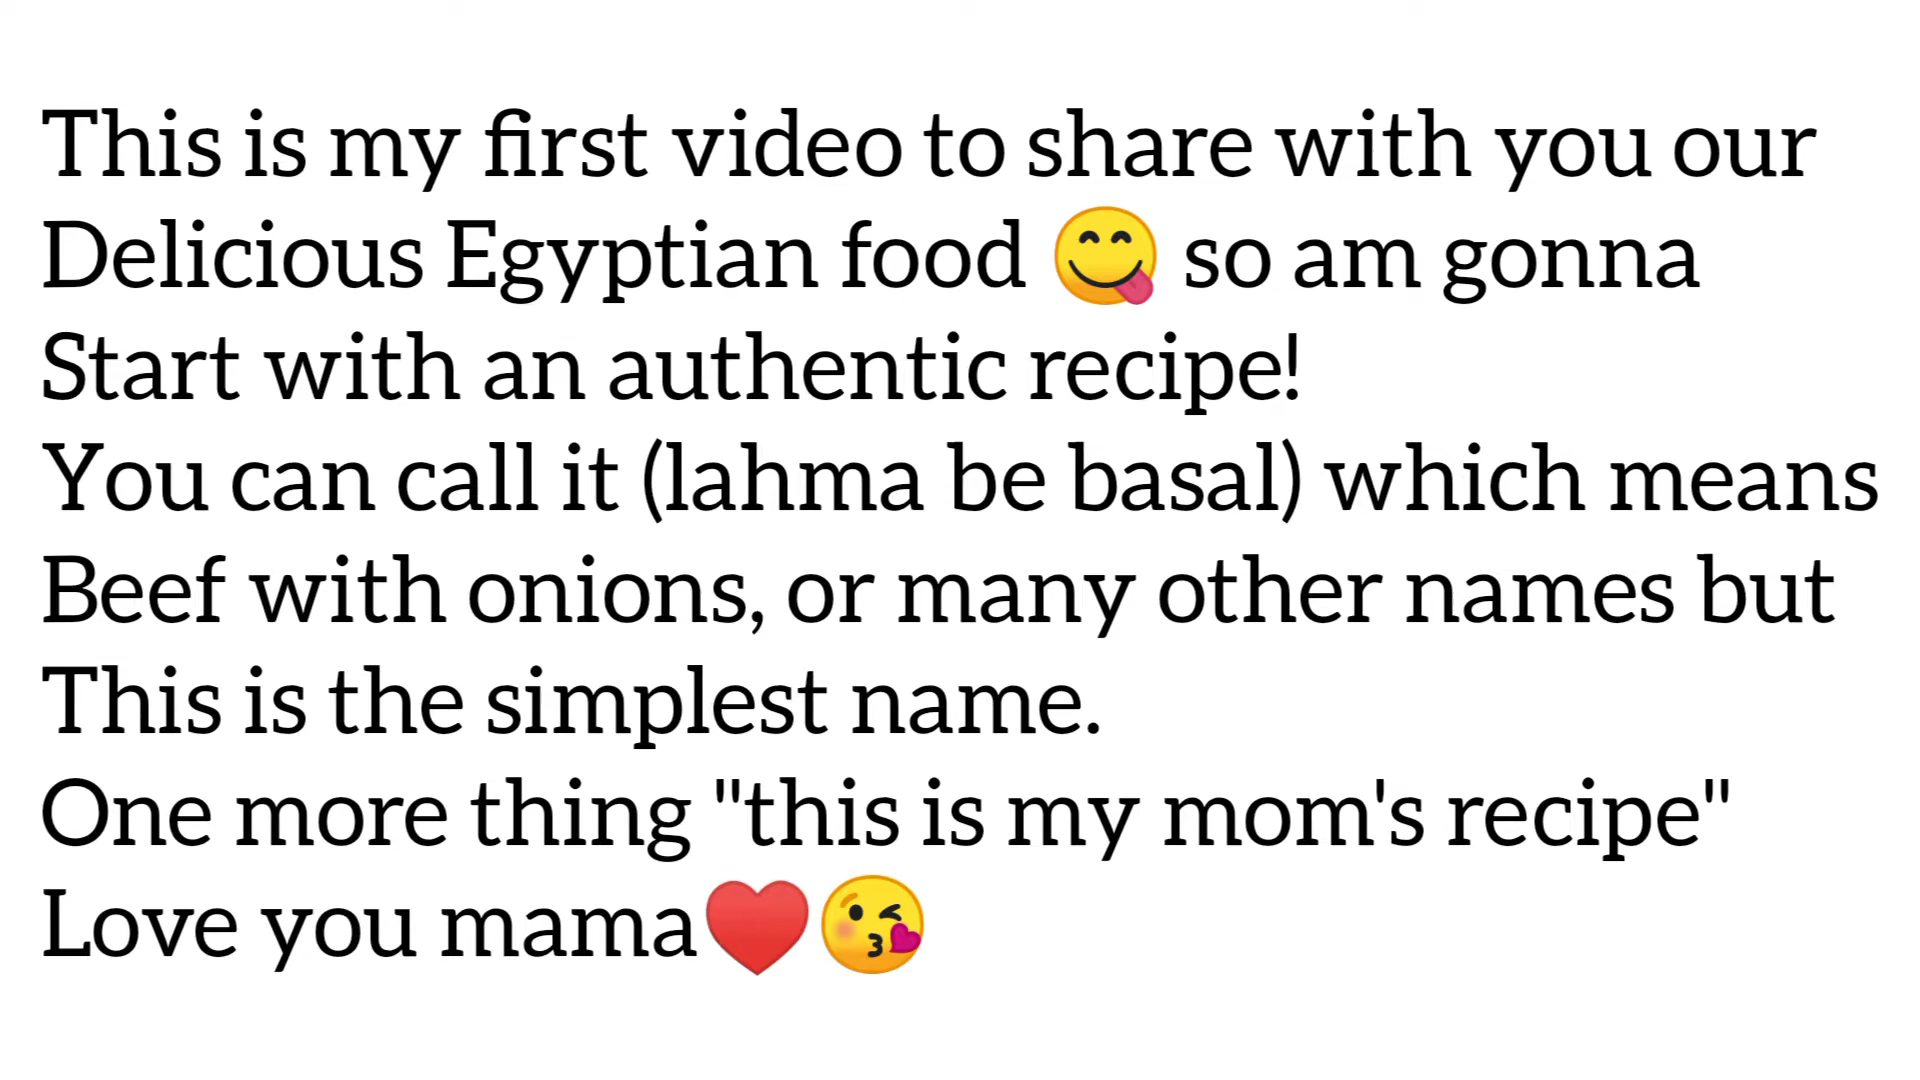 This is my first video to share with you our
Delicious Egyptian food 😋 so am gonna
Start with an authentic recipe!
You can call it (lahma be basal) which means
Beef with onions, or many other names but
This is the simplest name.
One more thing "this is my mom's recipe"
Love you mama❤️😘